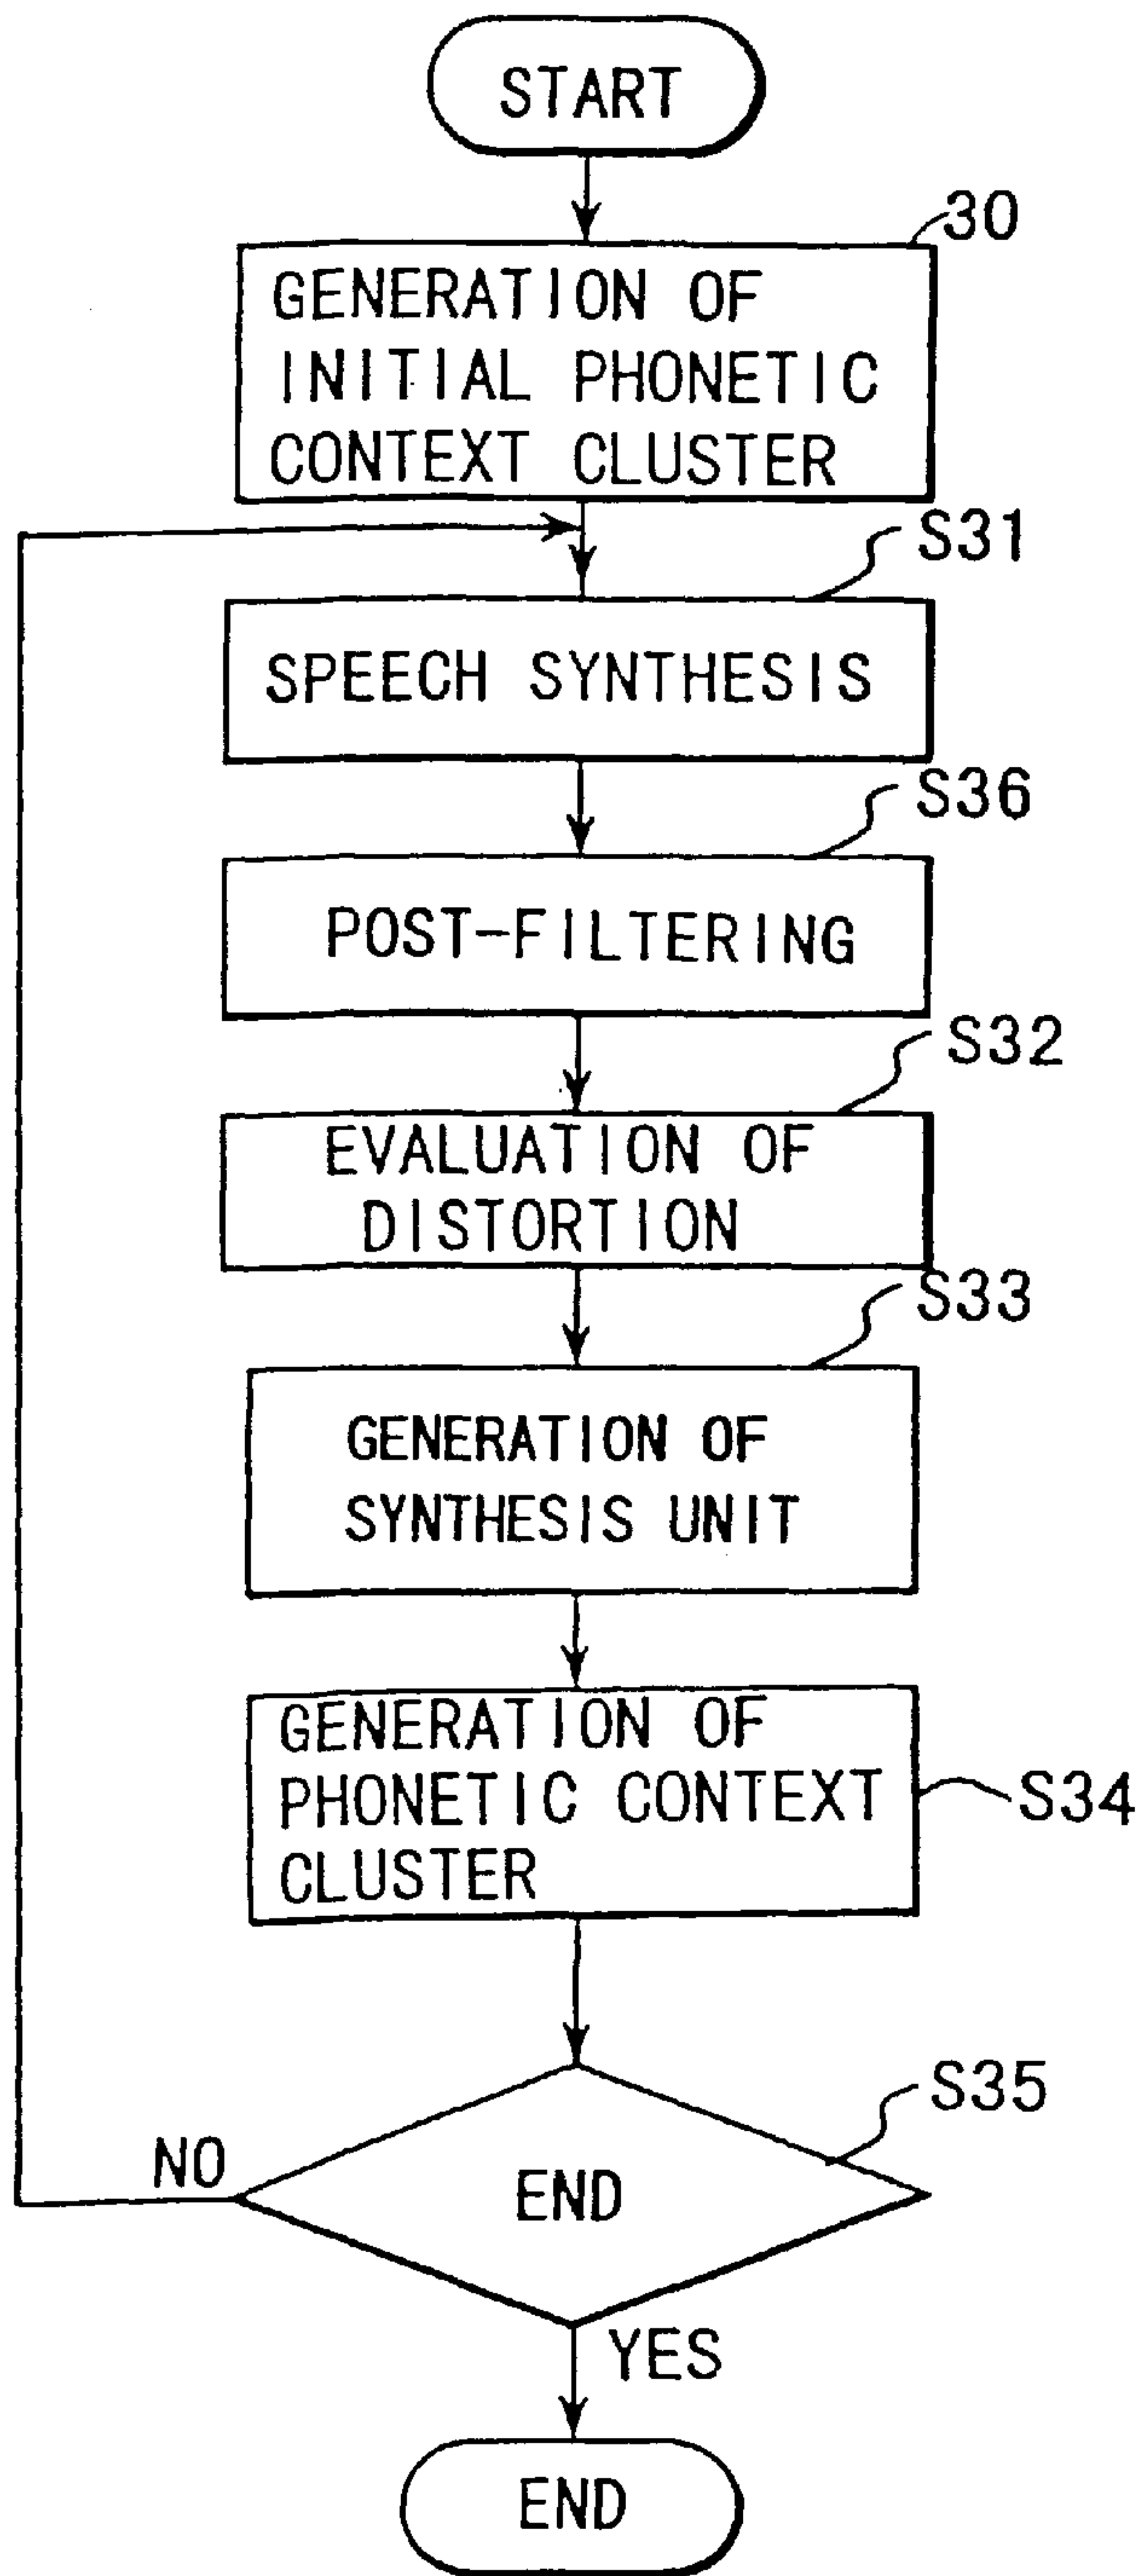 START
30
GENERATION OF
INITIAL PHONETIC
CONTEXT CLUSTER
S31
SPEECH SYNTHESIS
S36
POST-FILTERING
S32
EVALUATION OF
DISTORTION
S33
GENERATION OF
SYNTHESIS UNIT
GENERATION OF
PHONETIC CONTEXT
CLUSTER
S34
S35
NO
END
YES
END